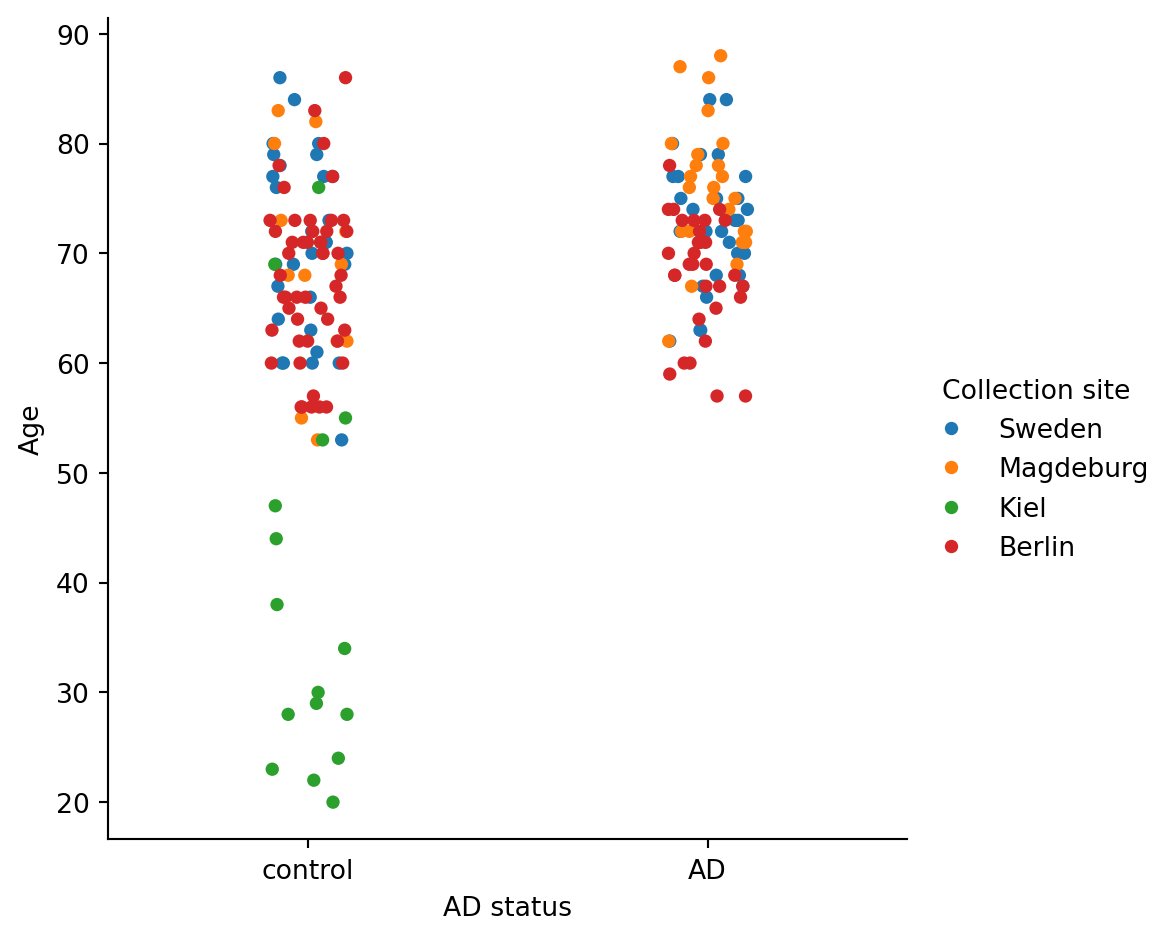 90
80
70
60
50
40
30
20
Age
control
AD
AD status
Collection site
Sweden
Magdeburg
Kiel
Berlin